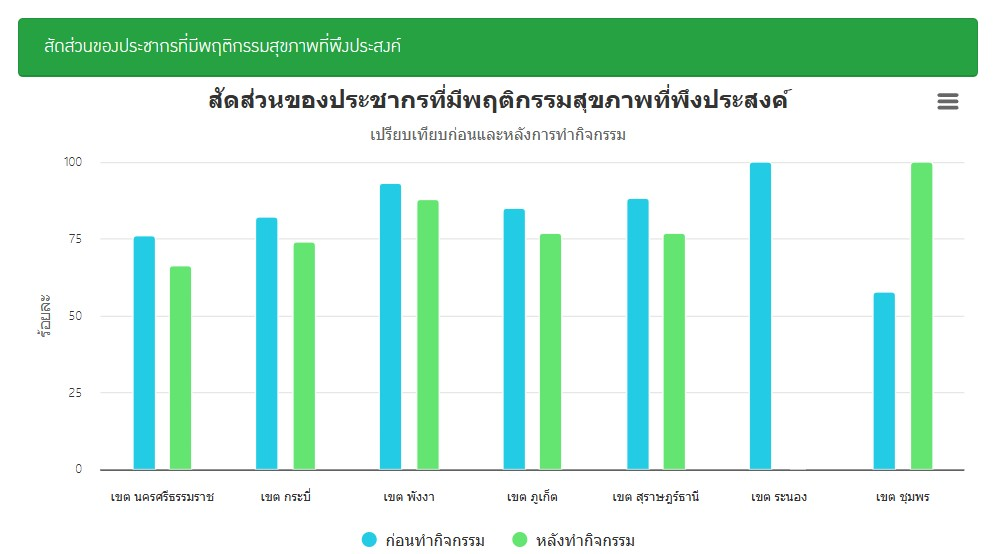 สัดส่วนของประชากรที่มีพฤติกรรมสุขภาพที่พึงประสงค์
สัดส่วนของประชากรที่มีพฤติกรรมสุขภาพที่พึงประสงค์
เปรียบเทียบก่อนและหลังการทำกิจกรรม
100
75
50
25
0
ร้อยละ
เขต นครศรีธรรมราช เขต กระบี่ เขต พังงา เขต ภูเก็ต เขต สุราษฎร์ธานี เขต ระนอง เขต ชุมพร
ก่อนทำกิจกรรม หลังทำกิจกรรม